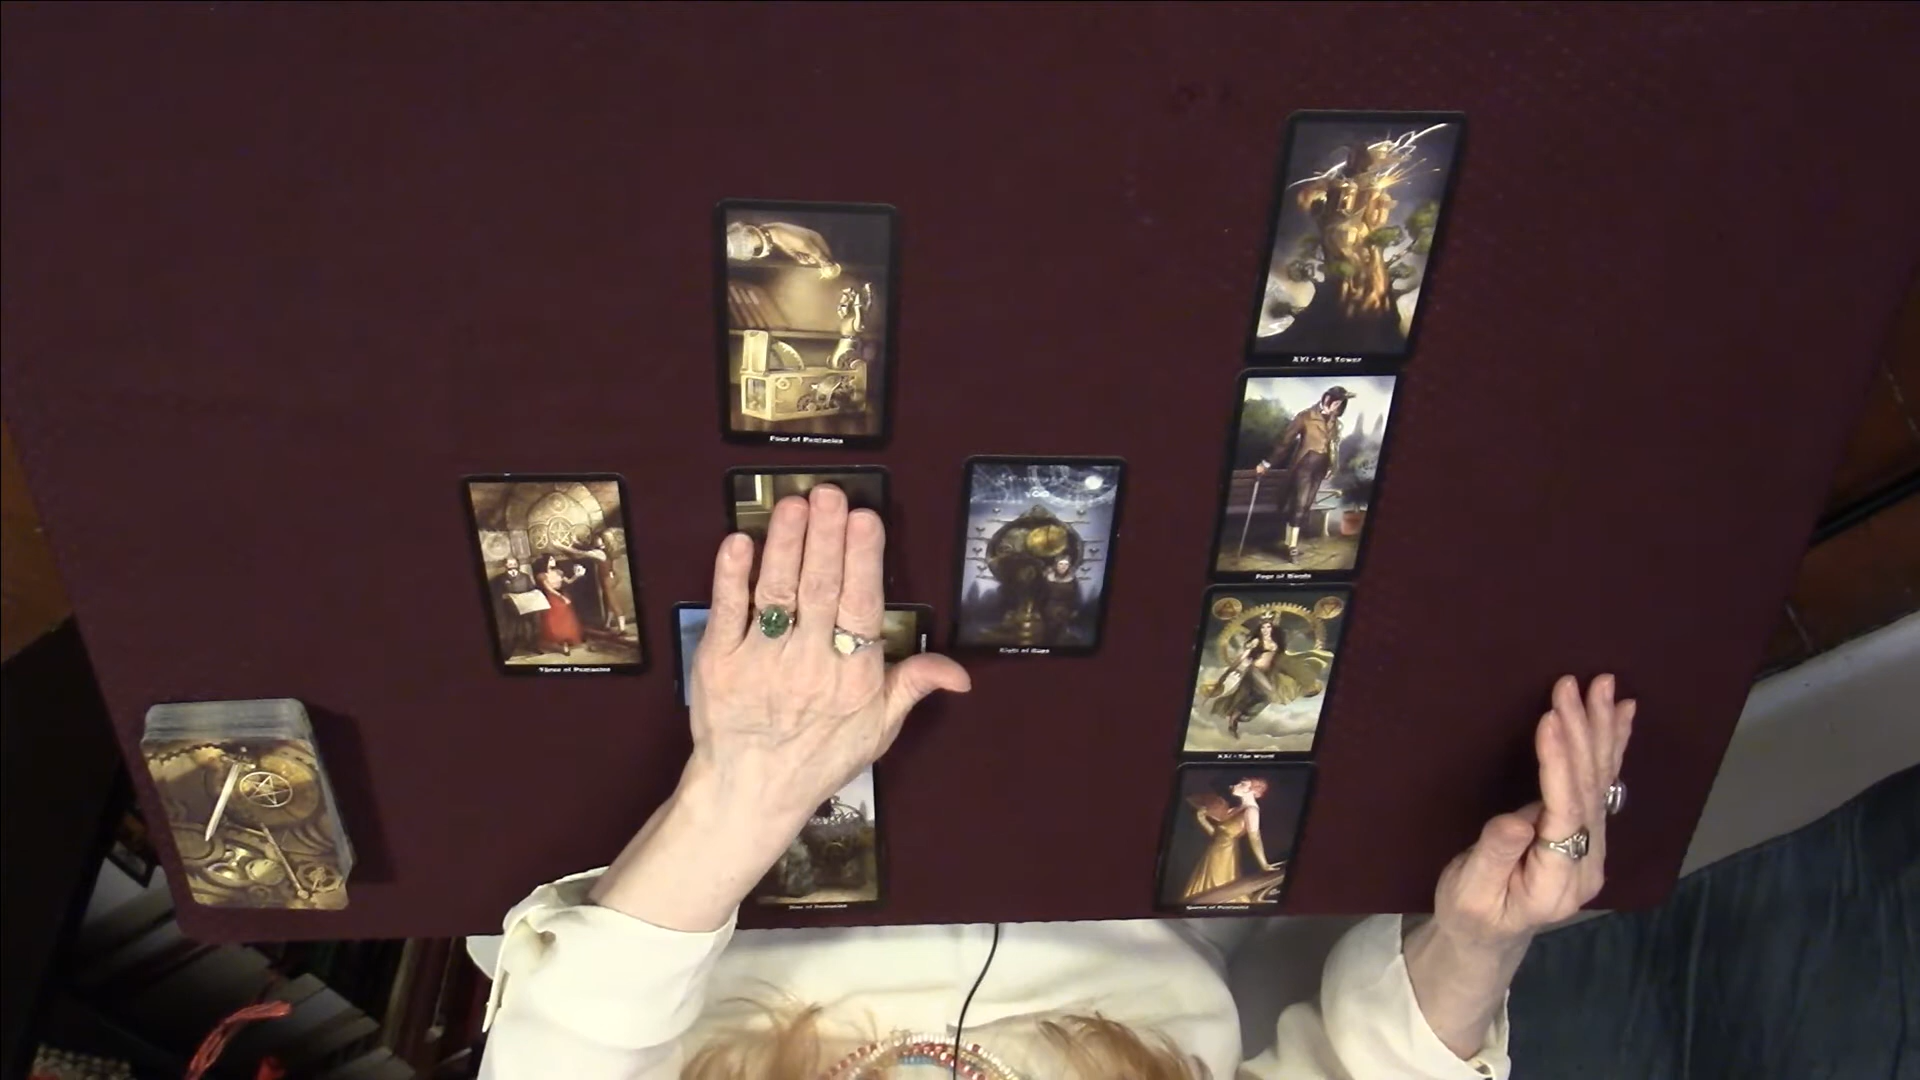 XVI • The Tower
Four of Pentacles
Page of Wands
Three of Pentacles
Eight of Cups
XXI • The World
Queen of Pentacles